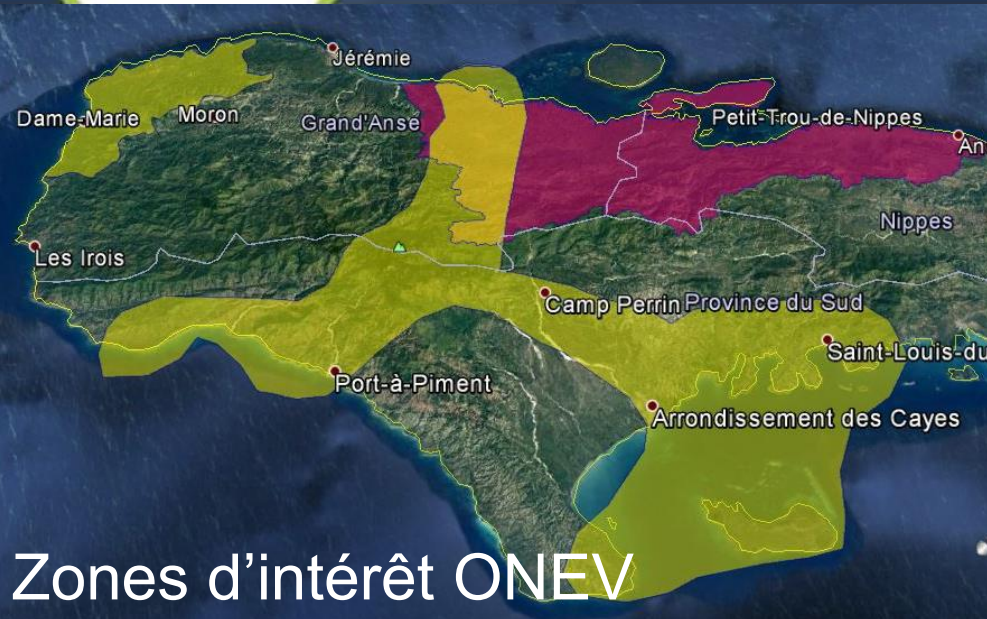 Jérémie
Dame-Marie
Moron
Grand'Anse
Petit-Trou-de-Nippes
An
Nippes
Les Irois
Camp Perrin
Province du Sud
Saint-Louis-du
Port-à-Piment
Arrondissement des Cayes
Zones d’intérêt ONEV